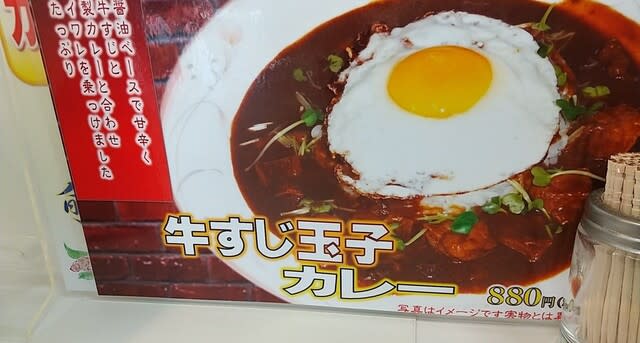 醤油ベースで甘辛く
牛すじと
製カレーと合わせ
イワレを乗っけました
たっぷり
牛すじ玉子
カレー
880円
写真はイメージです実物とは